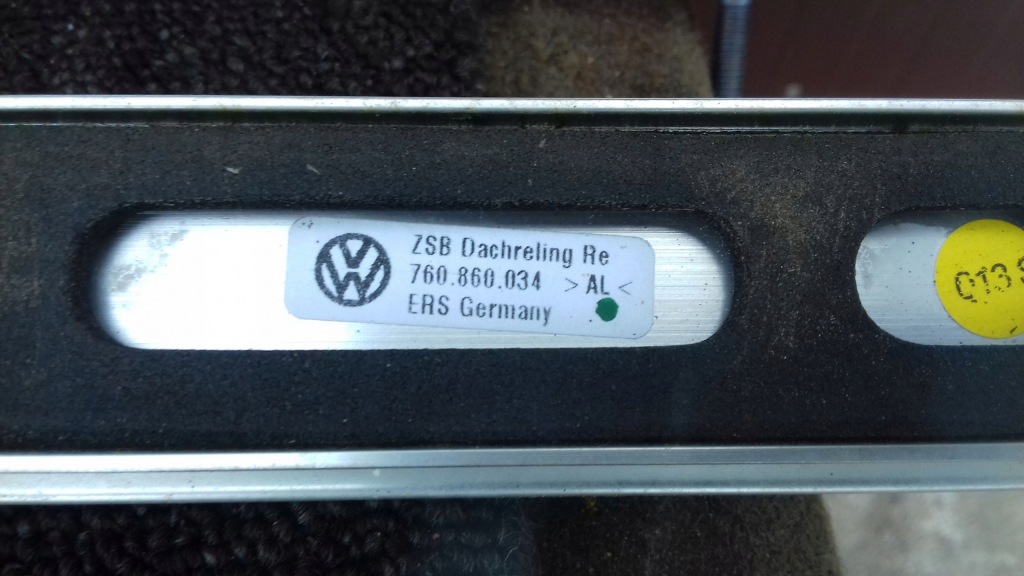 ZSB Dachreling Re
760.860.034 >AL<
ERS Germany